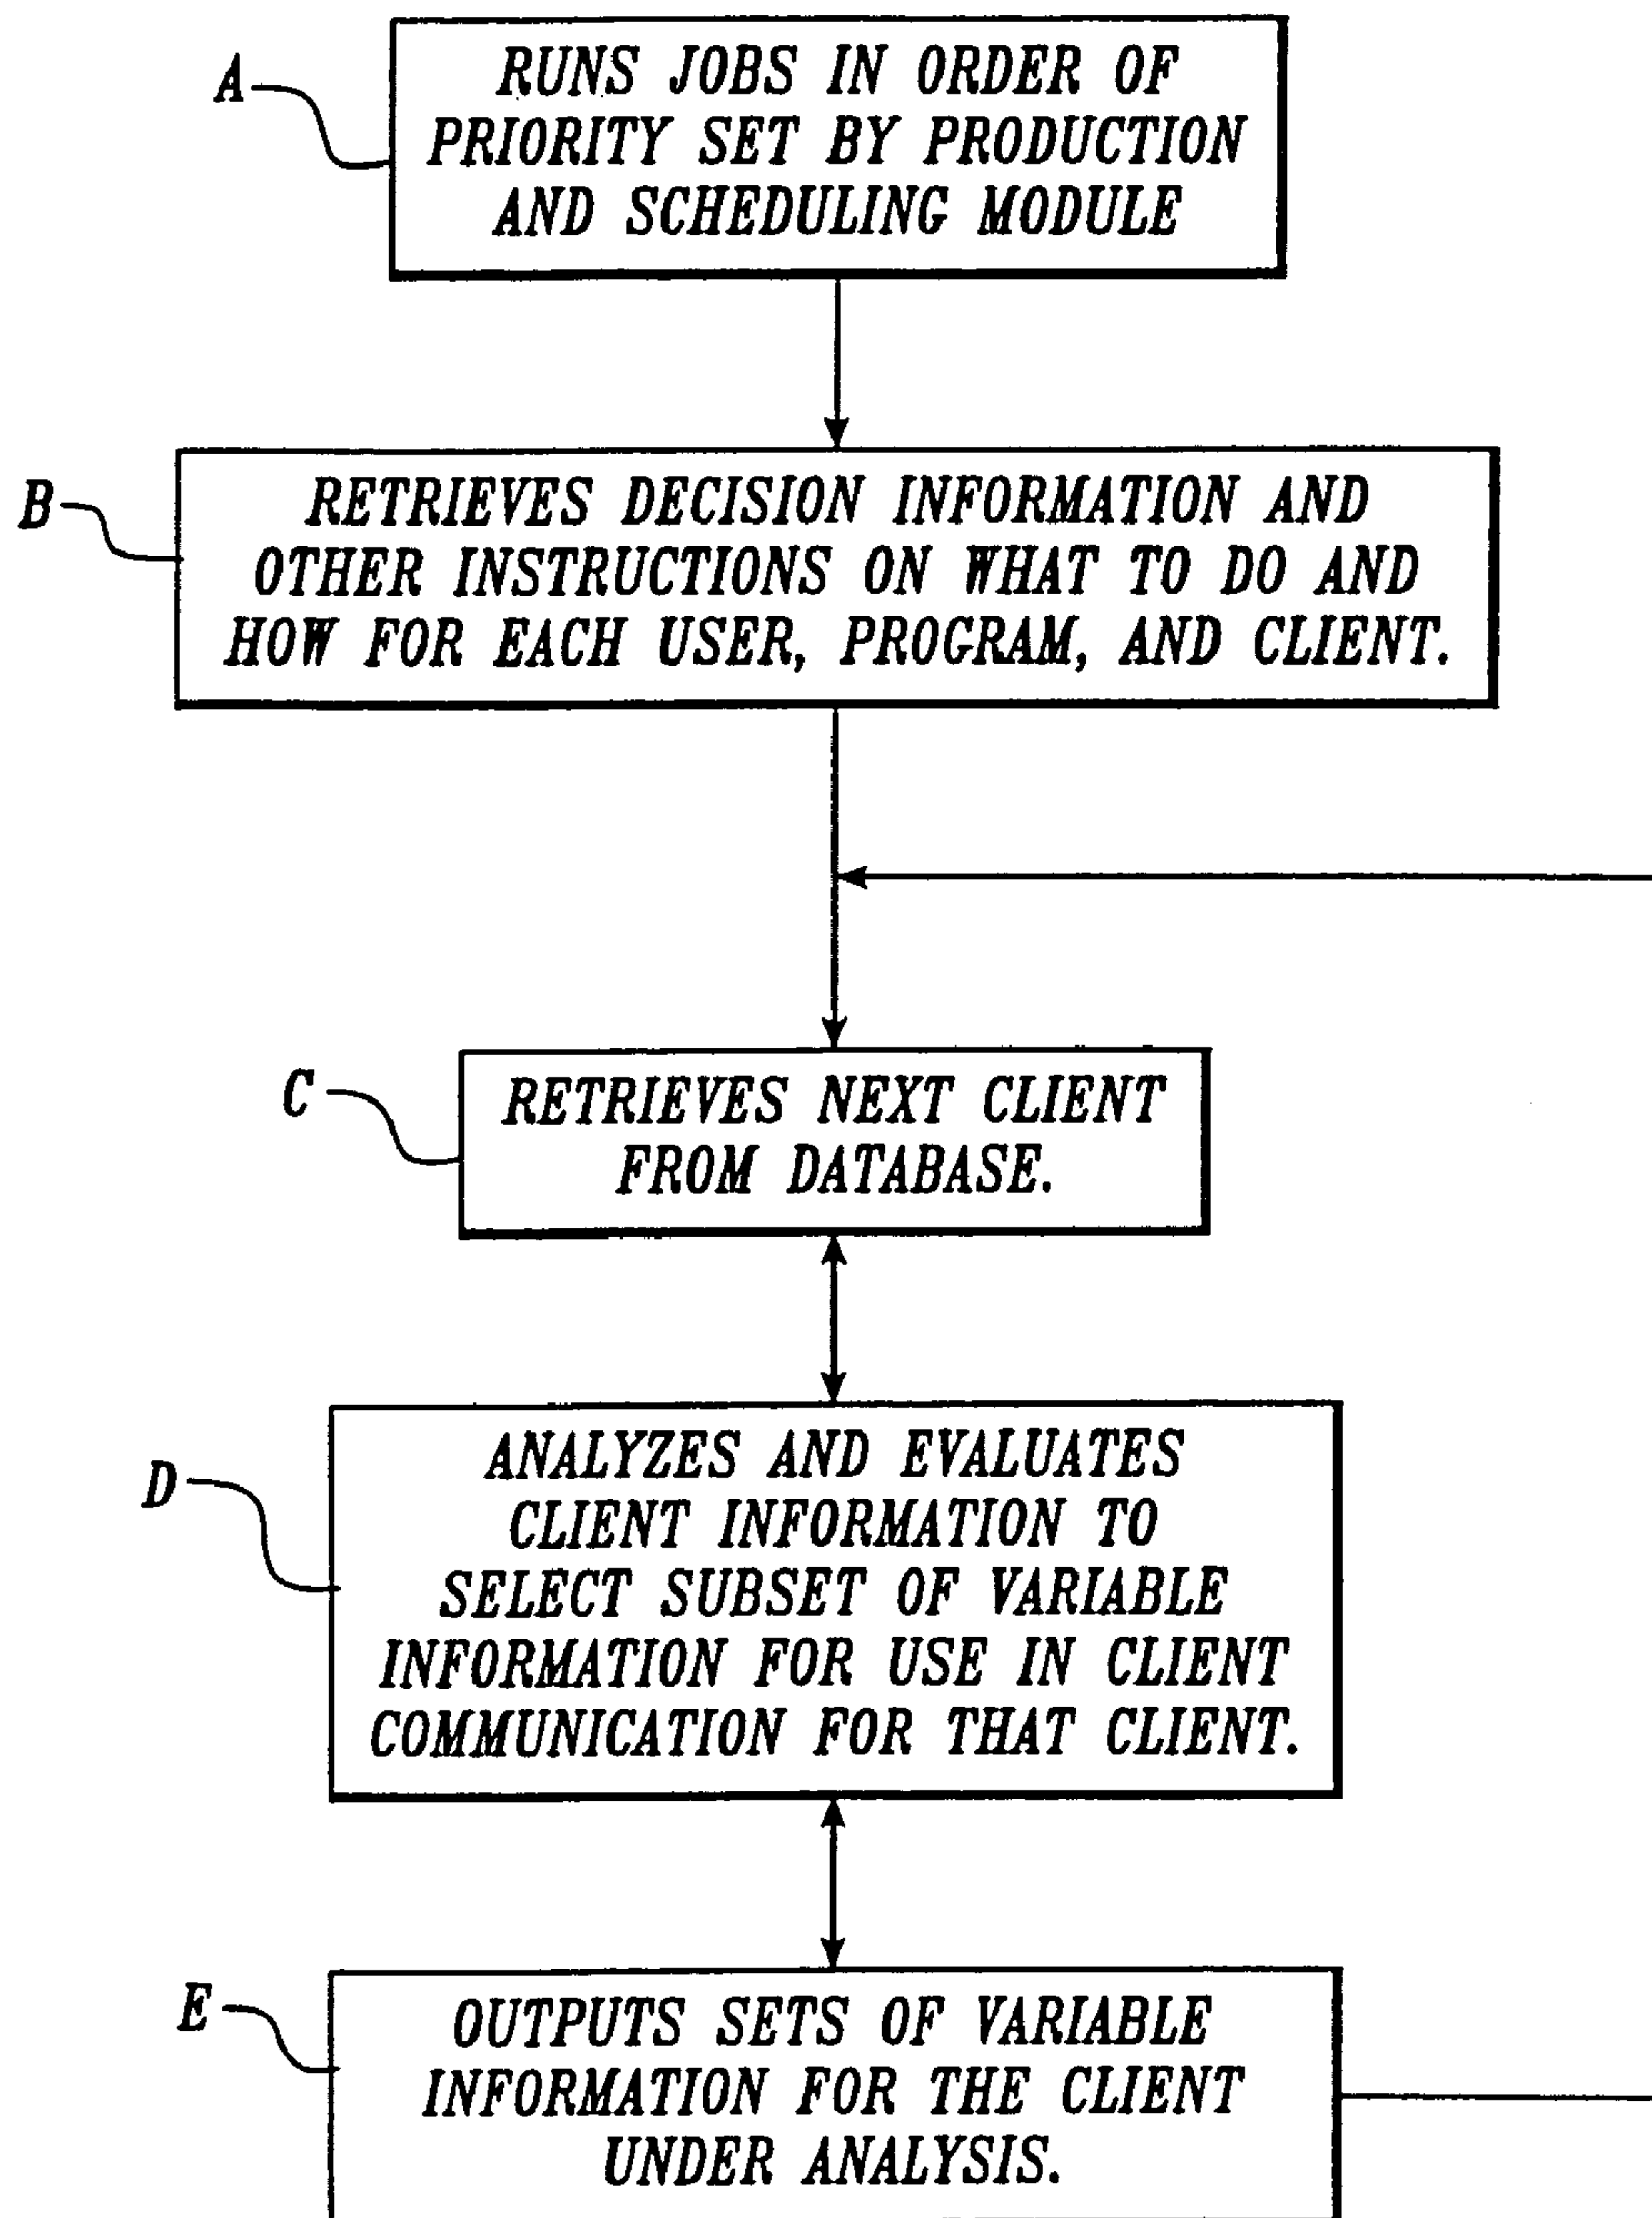 A
RUNS JOBS IN ORDER OF
PRIORITY SET BY PRODUCTION
AND SCHEDULING MODULE
B
RETRIEVES DECISION INFORMATION AND
OTHER INSTRUCTIONS ON WHAT TO DO AND
HOW FOR EACH USER, PROGRAM, AND CLIENT.
C
RETRIEVES NEXT CLIENT
FROM DATABASE.
D
ANALYZES AND EVALUATES
CLIENT INFORMATION TO
SELECT SUBSET OF VARIABLE
INFORMATION FOR USE IN CLIENT
COMMUNICATION FOR THAT CLIENT.
E
OUTPUTS SETS OF VARIABLE
INFORMATION FOR THE CLIENT
UNDER ANALYSIS.